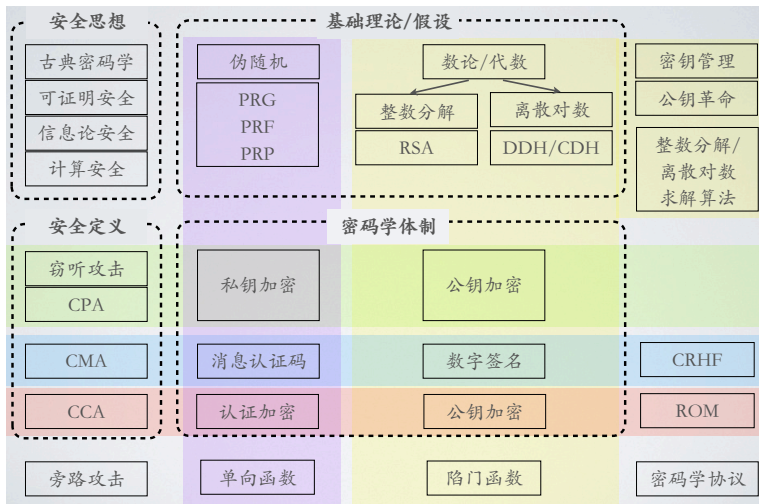 安全思想
基础理论/假设
古典密码学
可证明安全
信息论安全
计算安全
伪随机
PRG
PRF
PRP
数论/代数
整数分解
离散对数
RSA
DDH/CDH
密钥管理
公钥革命
整数分解/
离散对数
求解算法
安全定义
密码学体制
窃听攻击
CPA
私钥加密
公钥加密
CMA
消息认证码
数字签名
CRHF
CCA
认证加密
公钥加密
ROM
旁路攻击
单向函数
陷门函数
密码学协议